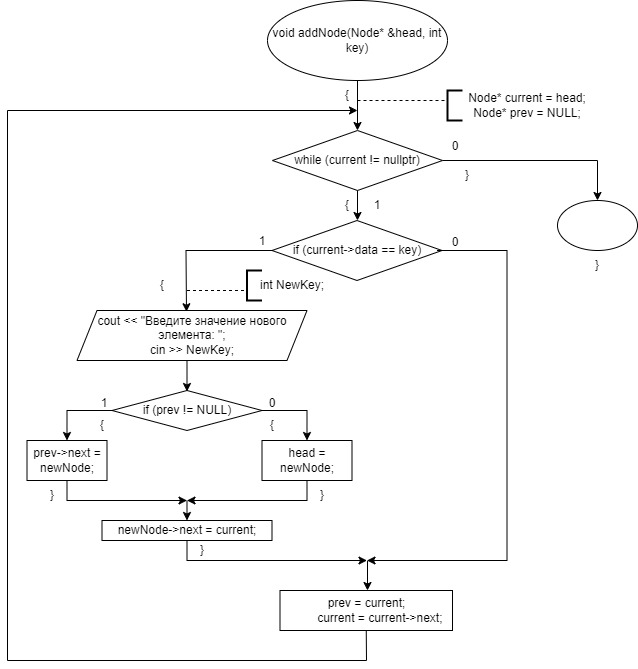 void addNode(Node* &head, int
key)
{
Node* current = head;
Node* prev = NULL;
while (current != nullptr)
0
}
{
1
}
if (current->data == key)
1
0
{
int NewKey;
cout << "Введите значение нового
элемента: ";
cin >> NewKey;
if (prev != NULL)
1
0
{
{
prev->next =
newNode;
head =
newNode;
}
}
newNode->next = current;
}
prev = current;
current = current->next;